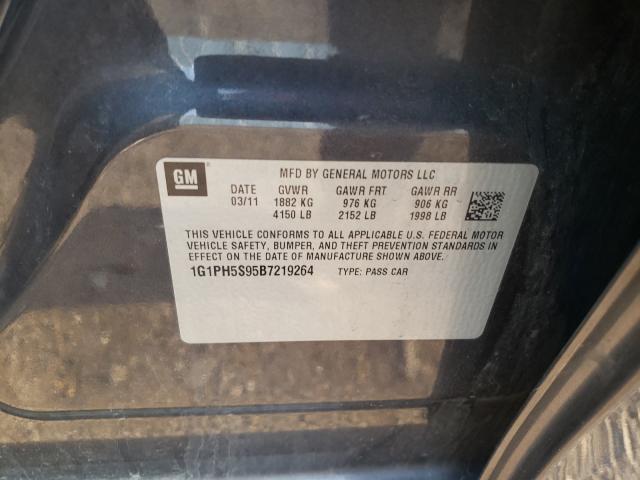 GM ®
MFD BY GENERAL MOTORS LLC
DATE GVWR GAWR FRT GAWR RR
03/11 1882 KG 976 KG 906 KG
4150 LB 2152 LB 1998 LB
THIS VEHICLE CONFORMS TO ALL APPLICABLE U.S. FEDERAL MOTOR
VEHICLE SAFETY, BUMPER, AND THEFT PREVENTION STANDARDS IN
EFFECT ON THE DATE OF MANUFACTURE SHOWN ABOVE.
1G1PH5S95B7219264 TYPE: PASS CAR